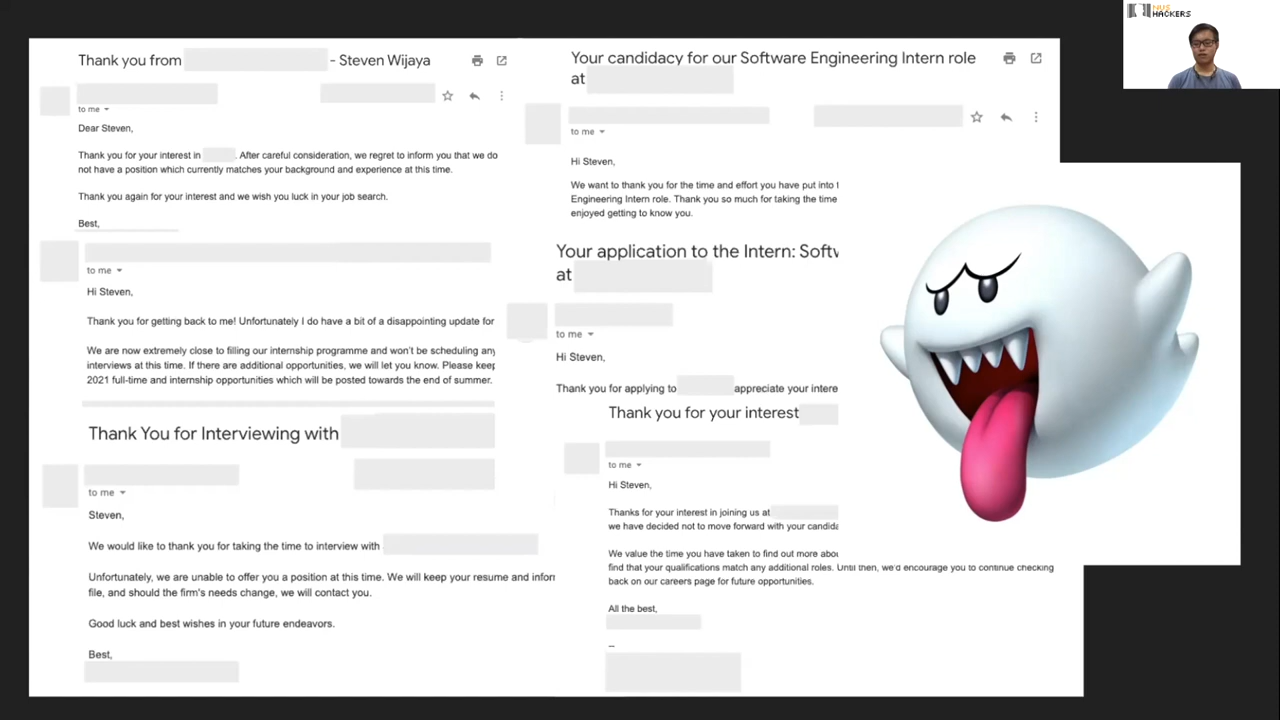 NUS
HACKERS
Thank you from
- Steven Wijaya
to me
Dear Steven,
Thank you for your interest in
. After careful consideration, we regret to inform you that we do
not have a position which currently matches your background and experience at this time.
Thank you again for your interest and we wish you luck in your job search.
Best,
to me
Hi Steven,
Thank you for getting back to me! Unfortunately I do have a bit of a disappointing update for
We are now extremely close to filling our internship programme and won't be scheduling any
interviews at this time. If there are additional opportunities, we will let you know. Please keep
2021 full-time and internship opportunities which will be posted towards the end of summer.
Thank You for Interviewing with
to me
Steven,
We would like to thank you for taking the time to interview with
Unfortunately, we are unable to offer you a position at this time. We will keep your resume and
file, and should the firm's needs change, we will contact you.
Good luck and best wishes in your future endeavors.
Best,
Your candidacy for our Software Engineering Intern role
at
to me
Hi Steven,
We want to thank you for the time and effort you have put into
Engineering Intern role. Thank you so much for taking the time
enjoyed getting to know you.
Your application to the Intern:
at
to me
Hi Steven,
Thank you for applying to
appreciate your
Thank you for your interest
to me
Hi Steven,
Thanks for your interest in joining us at
we have decided not to move forward with your
We value the time you have taken to find out more
find that your qualifications match any additional roles. Until then, we'd encourage you to continue checking
back on our careers page for future opportunities.
All the best,
–